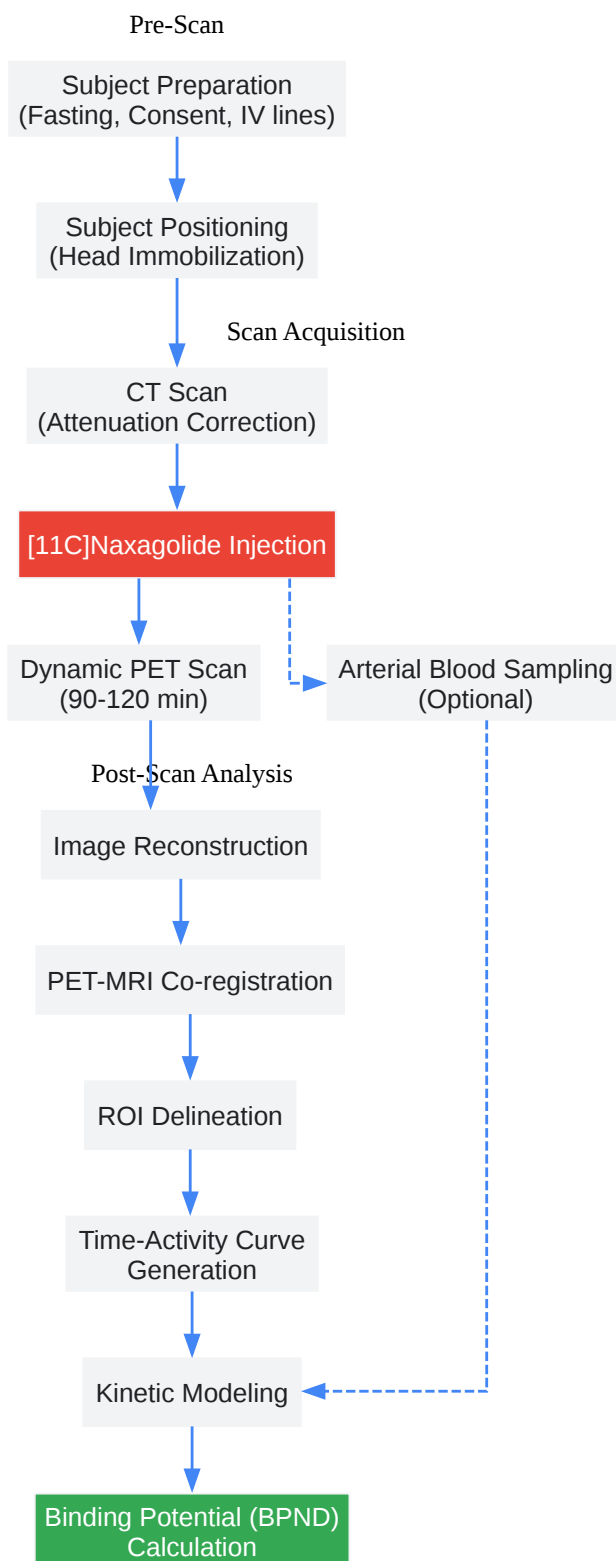 Pre-Scan
Subject Preparation
(Fasting, Consent, IV lines)
Subject Positioning
(Head Immobilization)
Scan Acquisition
CT Scan
(Attenuation Correction)
[11C]Naxagolide Injection
Dynamic PET Scan
(90-120 min)
Arterial Blood Sampling
(Optional)
Post-Scan Analysis
Image Reconstruction
PET-MRI Co-registration
ROI Delineation
Time-Activity Curve
Generation
Kinetic Modeling
Binding Potential (BPND)
Calculation